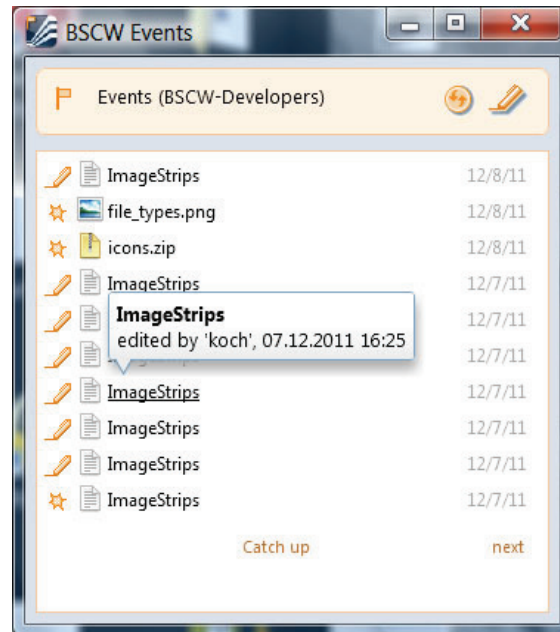 BSCW Events
Events (BSCW-Developers)
ImageStrips 12/8/11
file_types.png 12/8/11
icons.zip 12/8/11
ImageStrips 12/7/11
ImageStrips
12/7/11
edited by 'koch', 07.12.2011 16:25
12/7/11
ImageStrips 12/7/11
ImageStrips 12/7/11
ImageStrips 12/7/11
ImageStrips 12/7/11
Catch up next